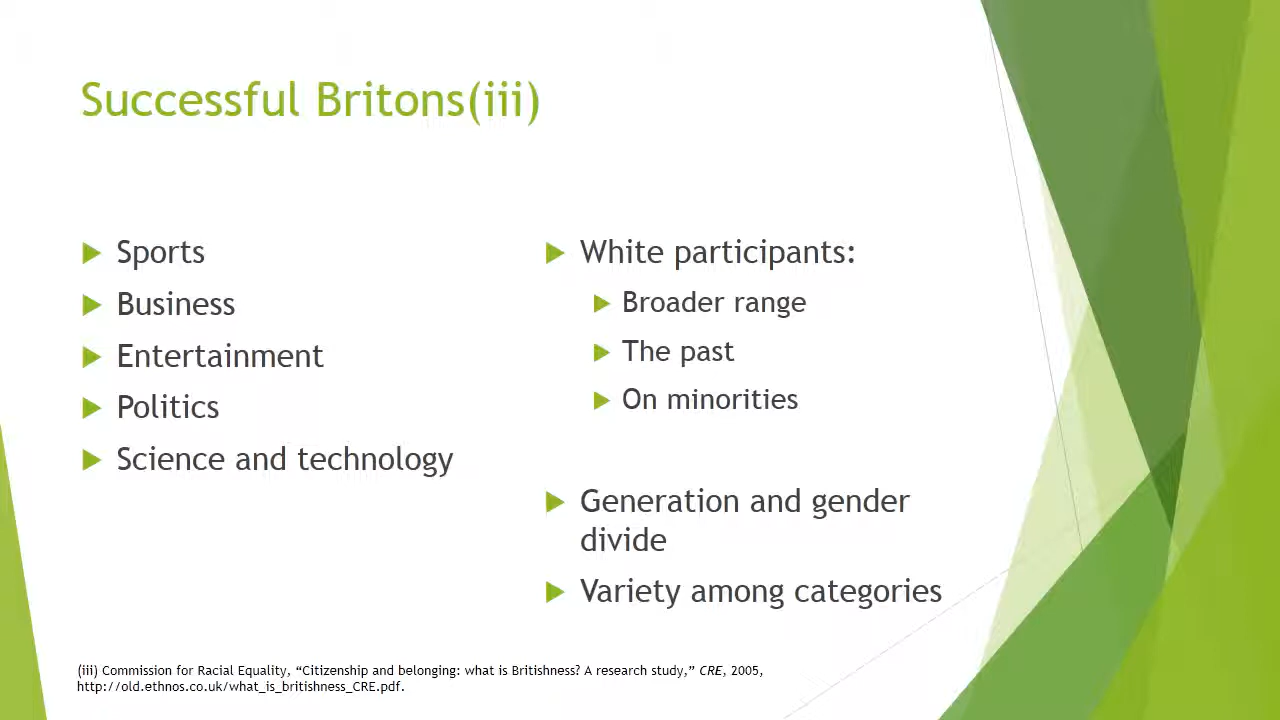 Successful Britons(iii)
Sports
Business
Entertainment
Politics
Science and technology
White participants:
Broader range
The past
On minorities
Generation and gender
divide
Variety among categories
(iii) Commission for Racial Equality, “Citizenship and belonging: what is Britishness? A research study,” CRE, 2005,
http://old.ethnos.co.uk/what_is_britishness_CRE.pdf.